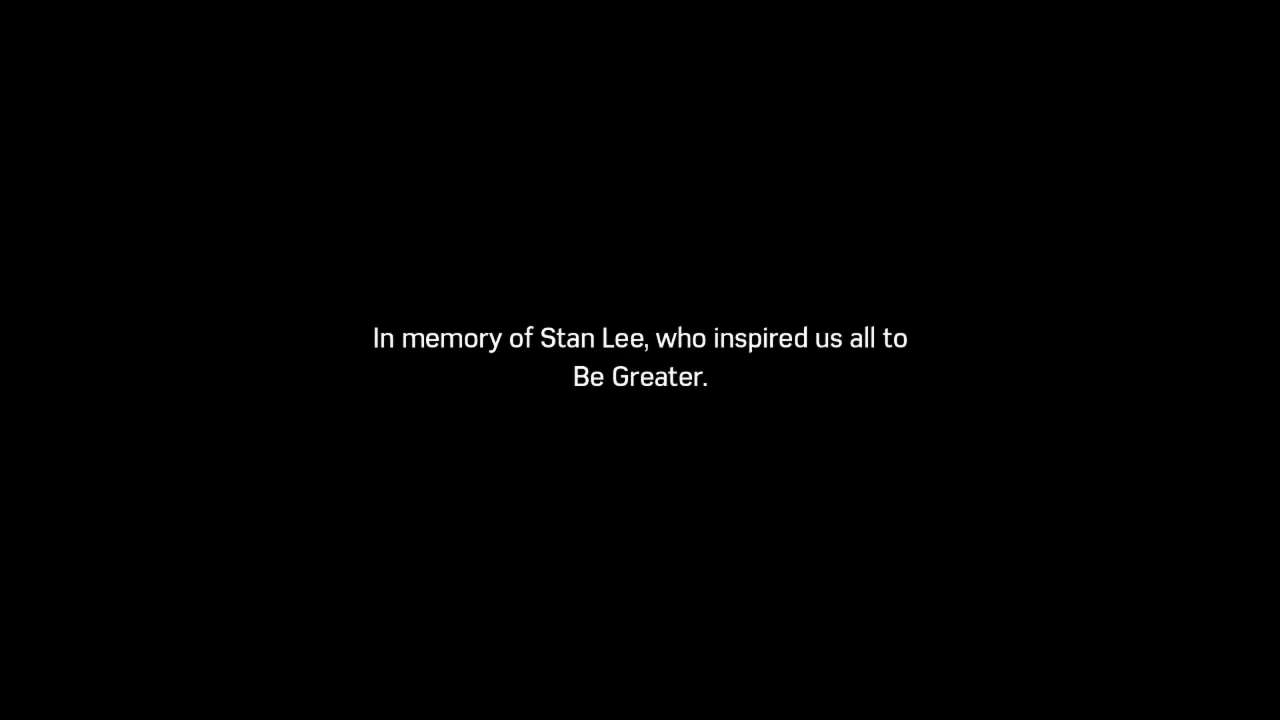 In memory of Stan Lee, who inspired us all to
Be Greater.